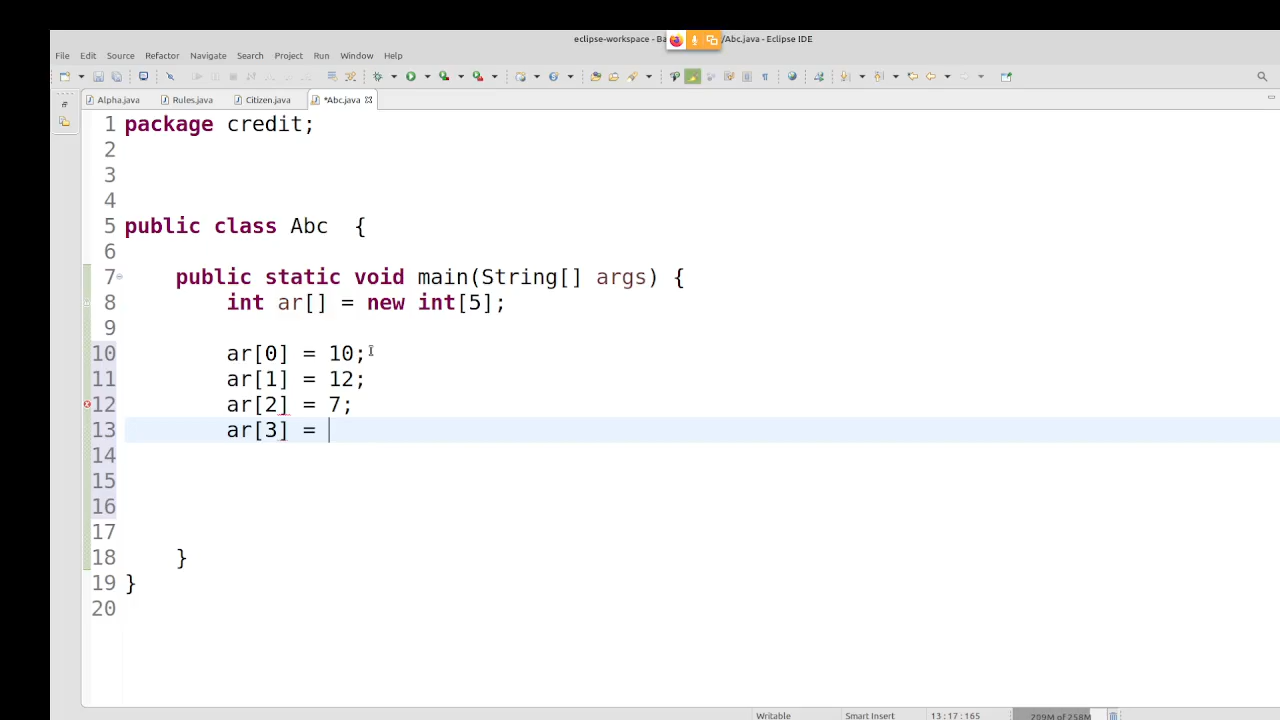 eclipse-workspace - Ba /Abc.java - Eclipse IDE
File Edit Source Refactor Navigate Search Project Run Window Help
Alpha.java Rules.java Citizen.java *Abc.java
1 package credit;
2
3
4
5 public class Abc {
6
7 public static void main(String[] args) {
8 int ar[] = new int[5];
9
10 ar[0] = 10;
11 ar[1] = 12;
12 ar[2] = 7;
13 ar[3] =
14
15
16
17
18 }
19 }
20
Writable Smart Insert 13:17:165 709M of 258M